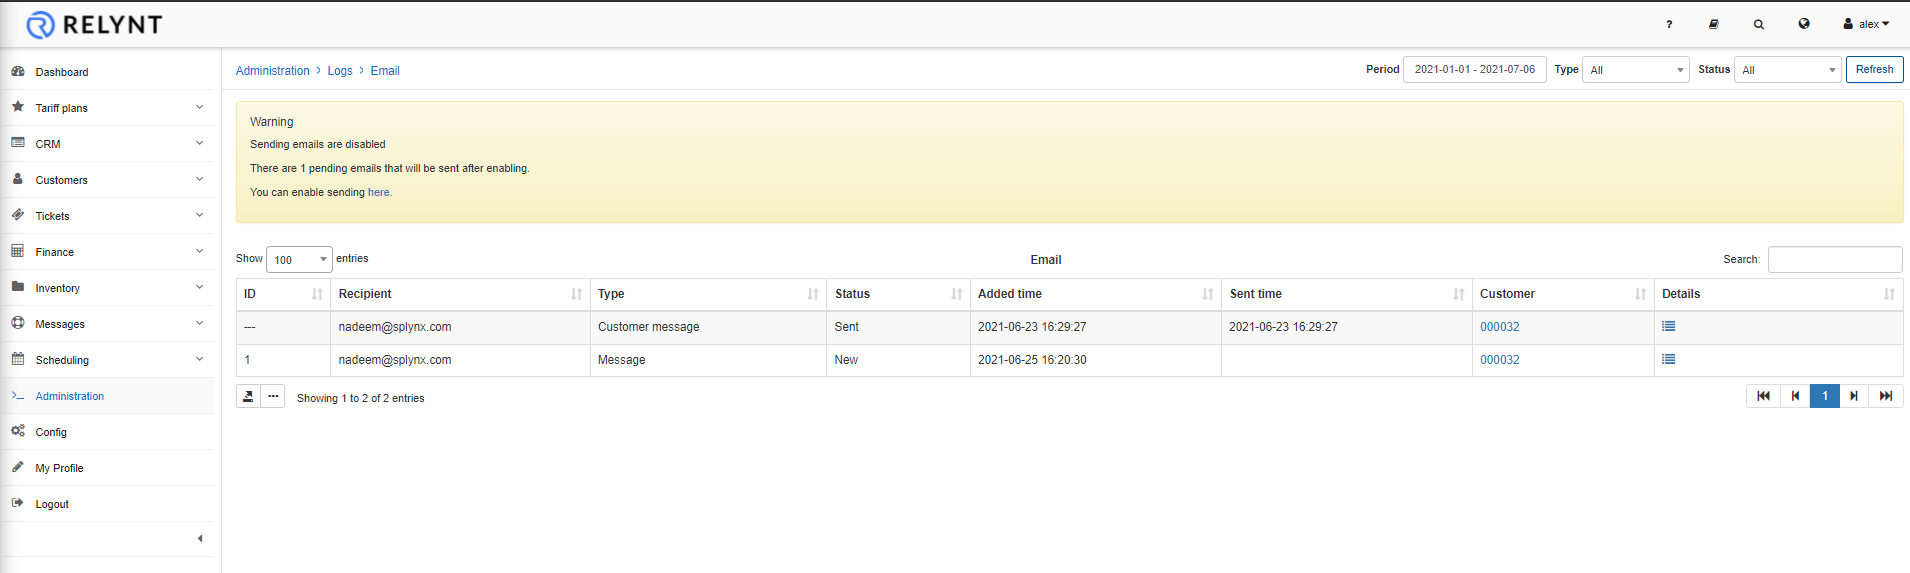 RELYNT
? alex
Dashboard
Tariff plans
CRM
Customers
Tickets
Finance
Inventory
Messages
Scheduling
Administration
Config
My Profile
Logout
Administration > Logs > Email
Period 2021-01-01 - 2021-07-06 Type All Status All Refresh
Warning
Sending emails are disabled
There are 1 pending emails that will be sent after enabling.
You can enable sending here.
Show 100 entries Email Search:
ID Recipient Type Status Added time Sent time Customer Details
--- nadeem@splynx.com Customer message Sent 2021-06-23 16:29:27 2021-06-23 16:29:27 000032
1 nadeem@splynx.com Message New 2021-06-25 16:20:30 000032
Showing 1 to 2 of 2 entries 1